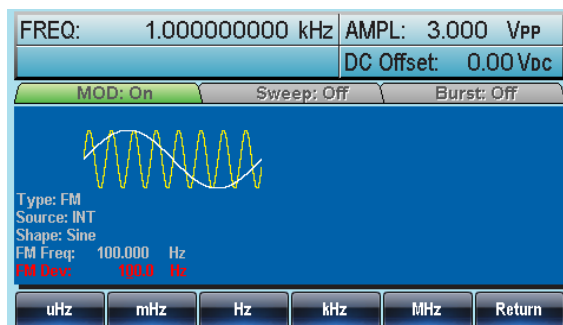 FREQ: 1.000000000 kHz AMPL: 3.000 VPP
DC Offset: 0.00 VDC
MOD: On Sweep: Off Burst: Off
Type: FM
Source: INT
Shape: Sine
FM Freq: 100.000 Hz
FM Dev: 100.0 Hz
uHz mHz Hz kHz MHz Return